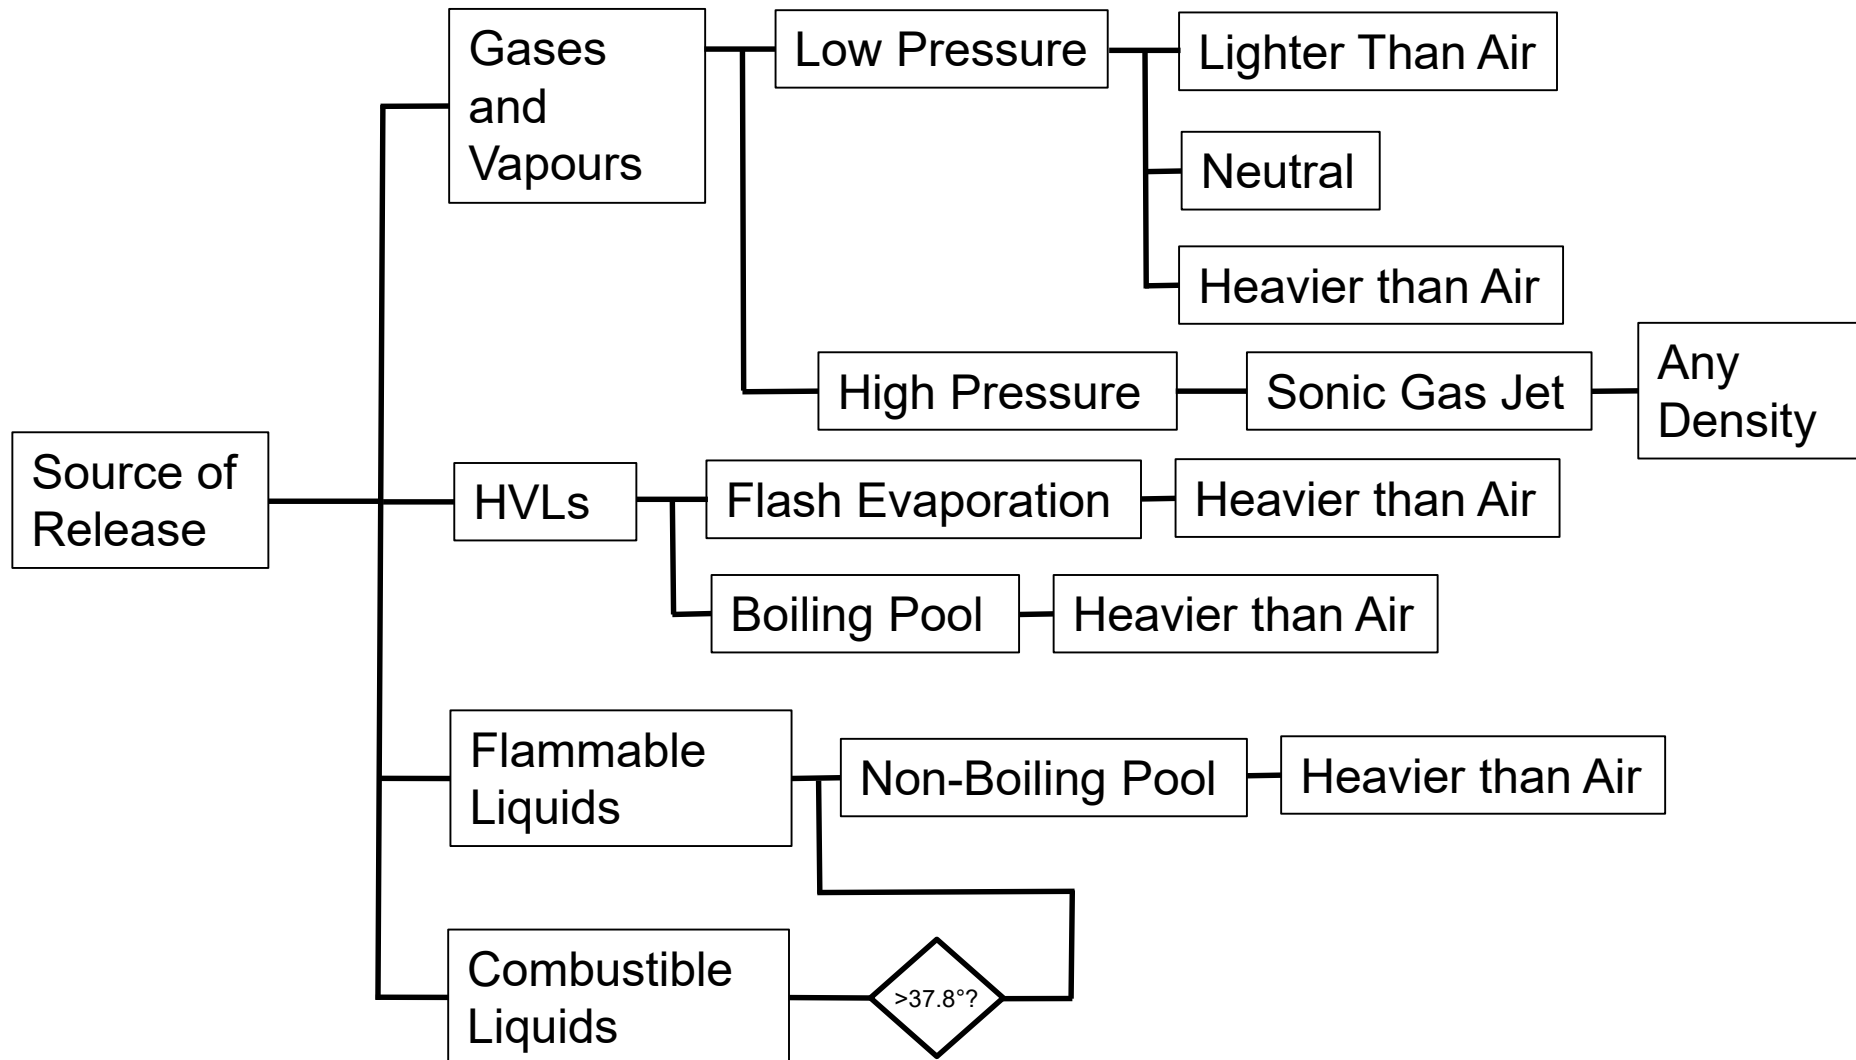 Gases
and
Vapours
Low Pressure
Lighter Than Air
Neutral
Heavier than Air
High Pressure
Sonic Gas Jet
Any
Density
Source of
Release
HVLs
Flash Evaporation
Heavier than Air
Boiling Pool
Heavier than Air
Flammable
Liquids
Non-Boiling Pool
Heavier than Air
Combustible
Liquids
>37.8°?